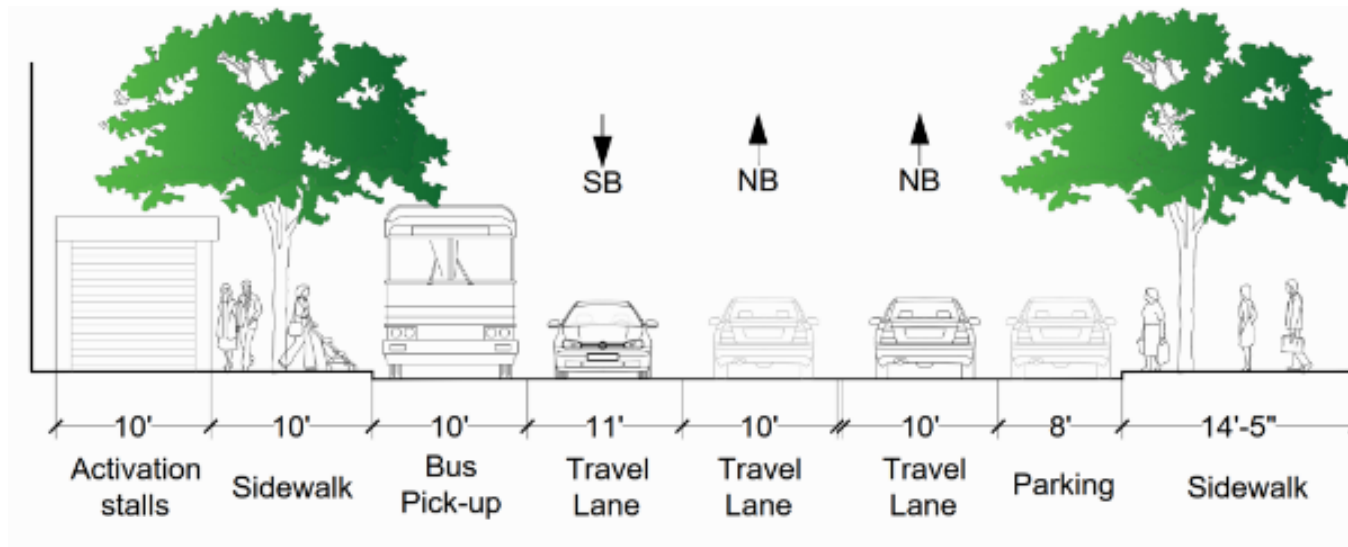 SB NB NB
10' 10' 10' 11' 10' 10' 8' 14'-5"
Activation
stalls
Sidewalk
Bus
Pick-up
Travel
Lane
Travel
Lane
Travel
Lane
Parking
Sidewalk